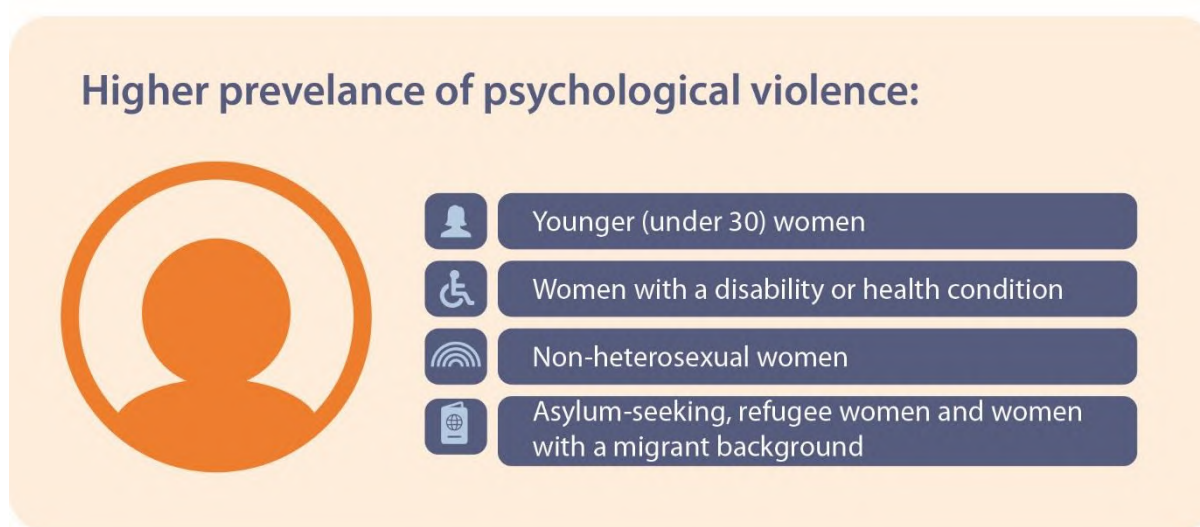 Higher prevelance of psychological violence:
Younger (under 30) women
Women with a disability or health condition
Non-heterosexual women
Asylum-seeking, refugee women and women
with a migrant background